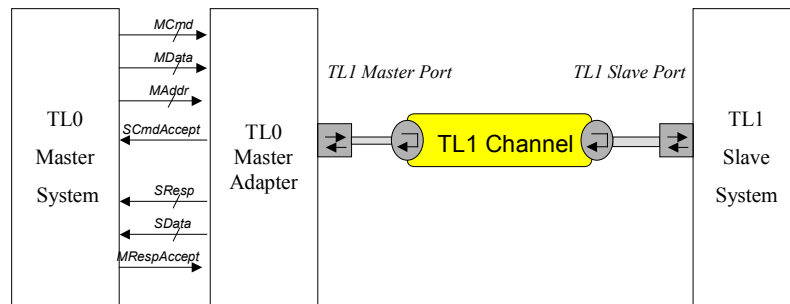 MCmd
MData
MAddr
SCmdAccept
SResp
SData
MRespAccept
TL0
Master
System
TL0
Master
Adapter
TL1 Master Port
TL1 Channel
TL1 Slave Port
TL1
Slave
System